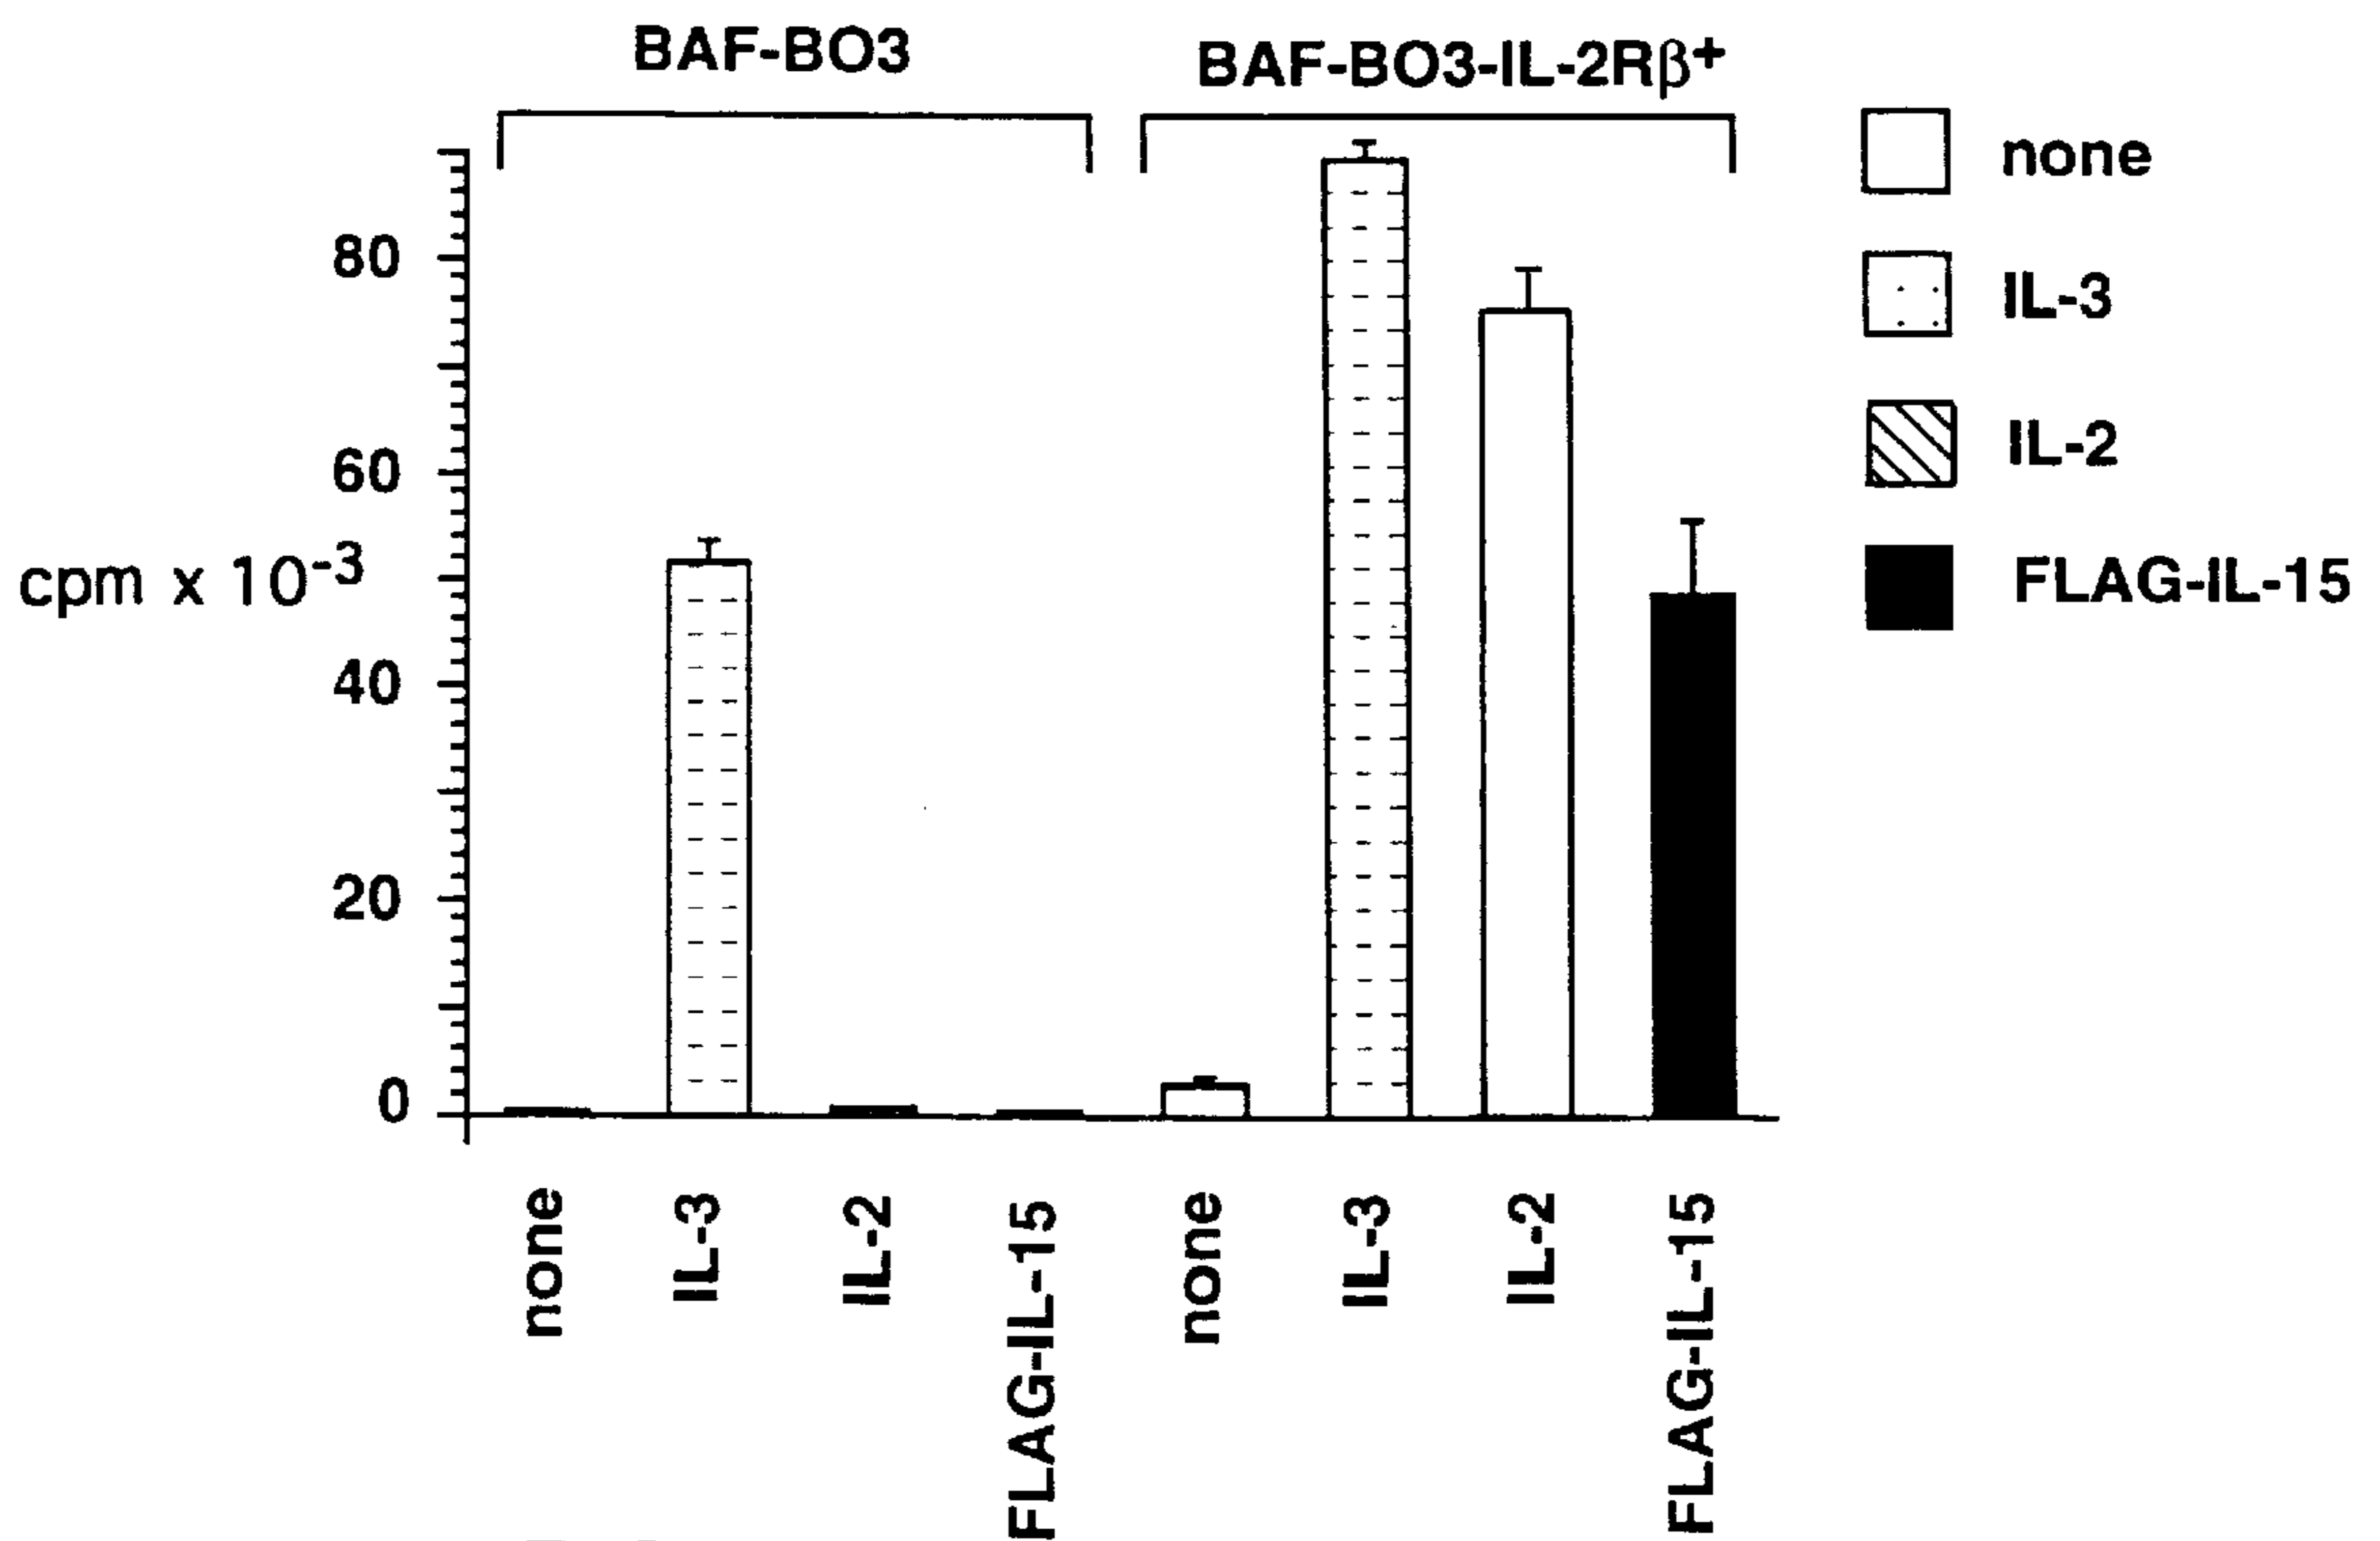 BAF-BO3
BAF-BO3-IL-2Rβ+
none
IL-3
IL-2
FLAG-IL-15
80
60
cpm x 10-3
40
20
0
none
IL-3
IL-2
FLAG-IL-15
none
IL-3
IL-2
FLAG-IL-15